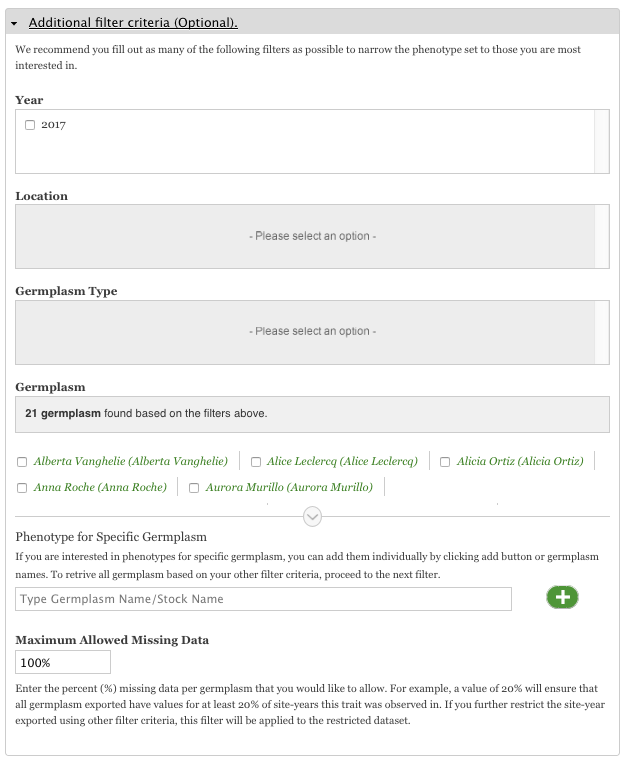 Additional filter criteria (Optional).
We recommend you fill out as many of the following filters as possible to narrow the phenotype set to those you are most
interested in.
Year
2017
Location
- Please select an option -
Germplasm Type
- Please select an option -
Germplasm
21 germplasm found based on the filters above.
Alberta Vanghelie (Alberta Vanghelie) Alice Leclercq (Alice Leclercq) Alicia Ortiz (Alicia Ortiz)
Anna Roche (Anna Roche) Aurora Murillo (Aurora Murillo)
Phenotype for Specific Germplasm
If you are interested in phenotypes for specific germplasm, you can add them individually by clicking add button or germplasm
names. To retrive all germplasm based on your other filter criteria, proceed to the next filter.
Type Germplasm Name/Stock Name
Maximum Allowed Missing Data
100%
Enter the percent (%) missing data per germplasm that you would like to allow. For example, a value of 20% will ensure that
all germplasm exported have values for at least 20% of site-years this trait was observed in. If you further restrict the site-year
exported using other filter criteria, this filter will be applied to the restricted dataset.